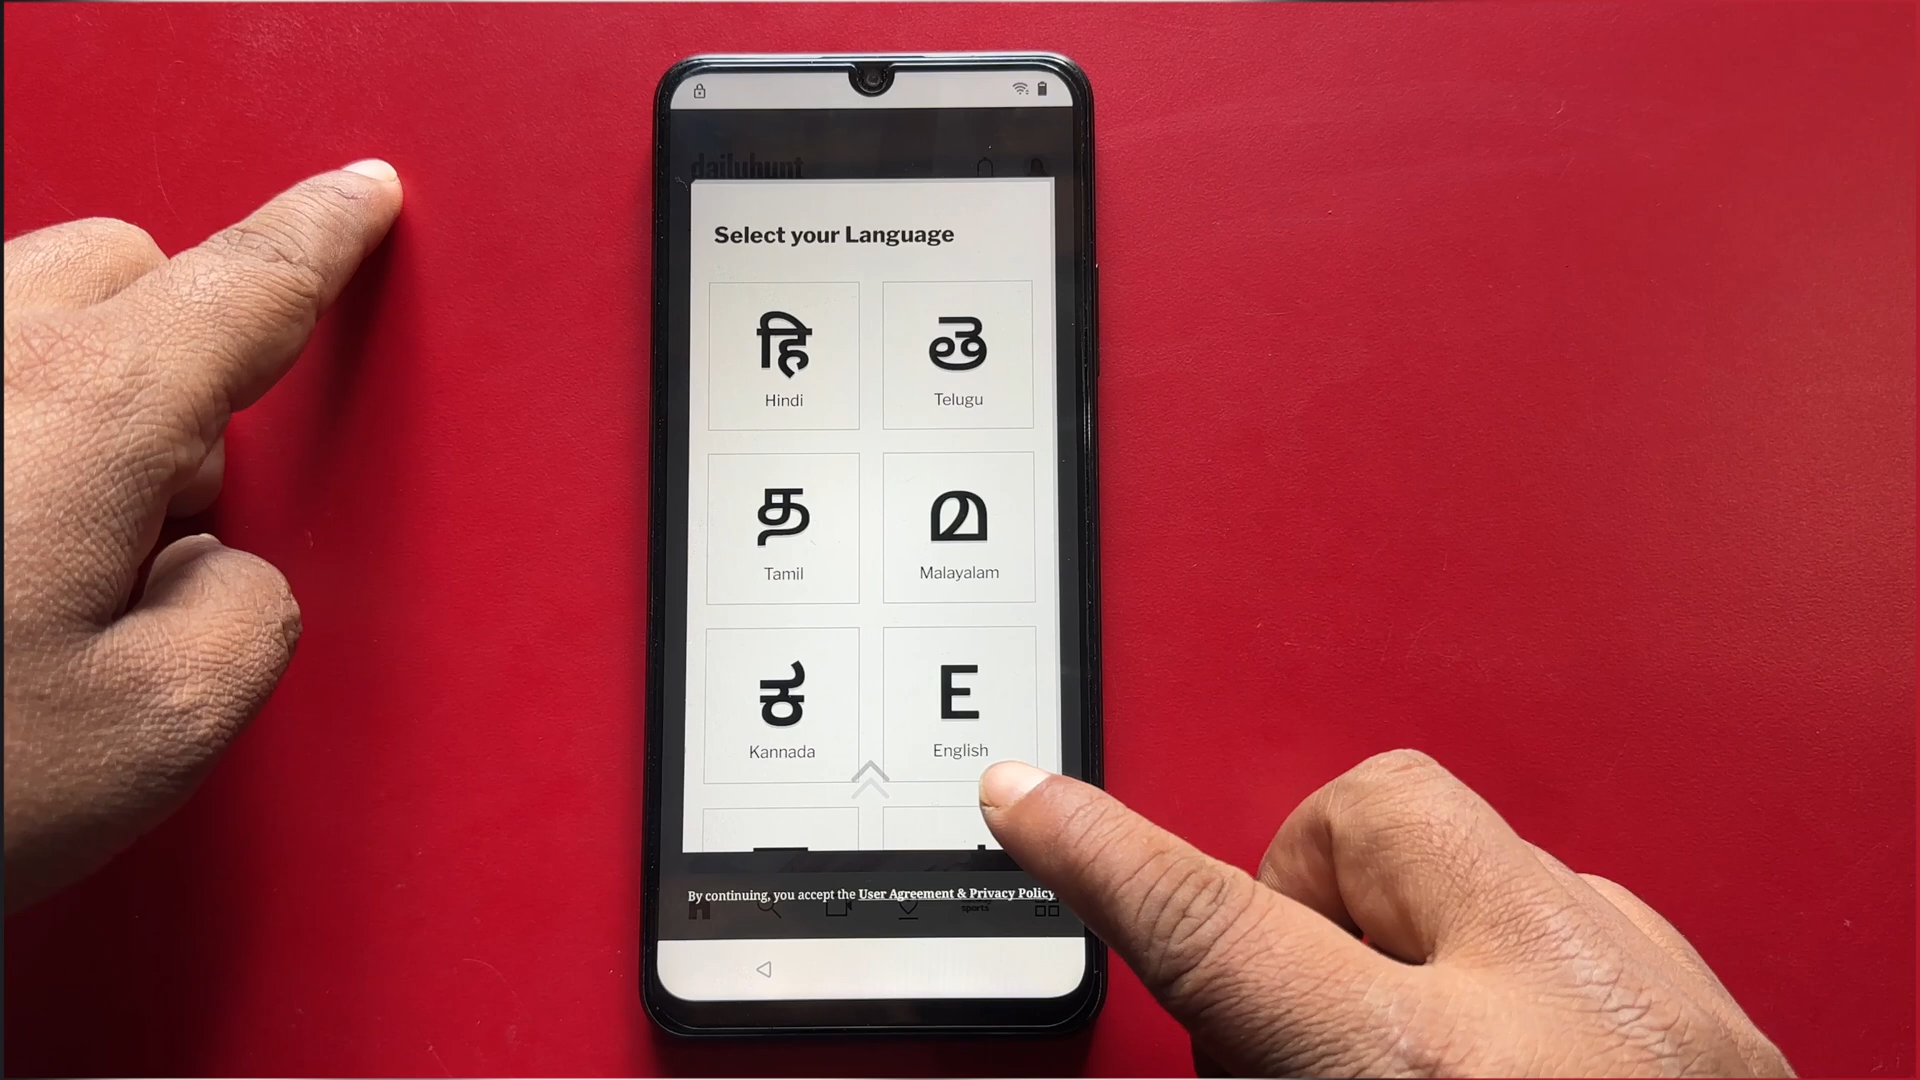 dailyhunt
Select your Language
हि
తె
Hindi
Telugu
த
മ
Tamil
Malayalam
ಕ
E
Kannada
English
By continuing, you accept the User Agreement & Privacy Policy
sports